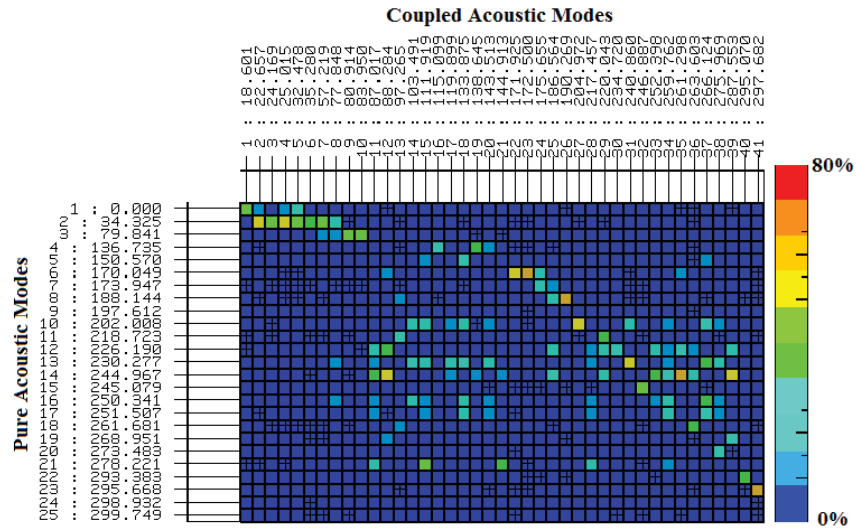 Coupled Acoustic Modes
1 : 18.601
2 : 22.657
3 : 24.169
4 : 25.015
5 : 32.478
6 : 35.280
7 : 57.219
8 : 77.848
9 : 80.914
10 : 83.950
11 : 87.017
12 : 88.284
13 : 97.265
14 : 103.491
15 : 111.919
16 : 115.099
17 : 119.899
18 : 133.875
19 :
20 : 143.513
21 : 144.913
22 : 171.925
23 : 172.500
24 : 175.655
25 : 186.564
26 : 190.269
27 : 204.972
28 : 217.457
29 : 220.043
30 : 234.720
31 : 240.860
32 : 246.887
33 : 252.398
34 : 259.762
35 : 261.298
36 : 263.603
37 : 266.124
38 : 275.969
39 : 287.553
40 : 295.070
41 : 297.682
Pure Acoustic Modes
1 : 0.000
2 : 34.325
3 : 79.841
4 : 136.735
5 : 150.570
6 : 170.049
7 : 173.947
8 : 188.144
9 : 197.612
10 : 202.008
11 : 218.723
12 : 226.190
13 : 230.967
14 : 244.967
15 : 245.079
16 : 250.341
17 : 251.507
18 : 261.681
19 : 268.951
20 : 273.483
21 : 278.221
22 : 293.383
23 : 295.668
24 : 298.932
25 : 299.749
80%
0%